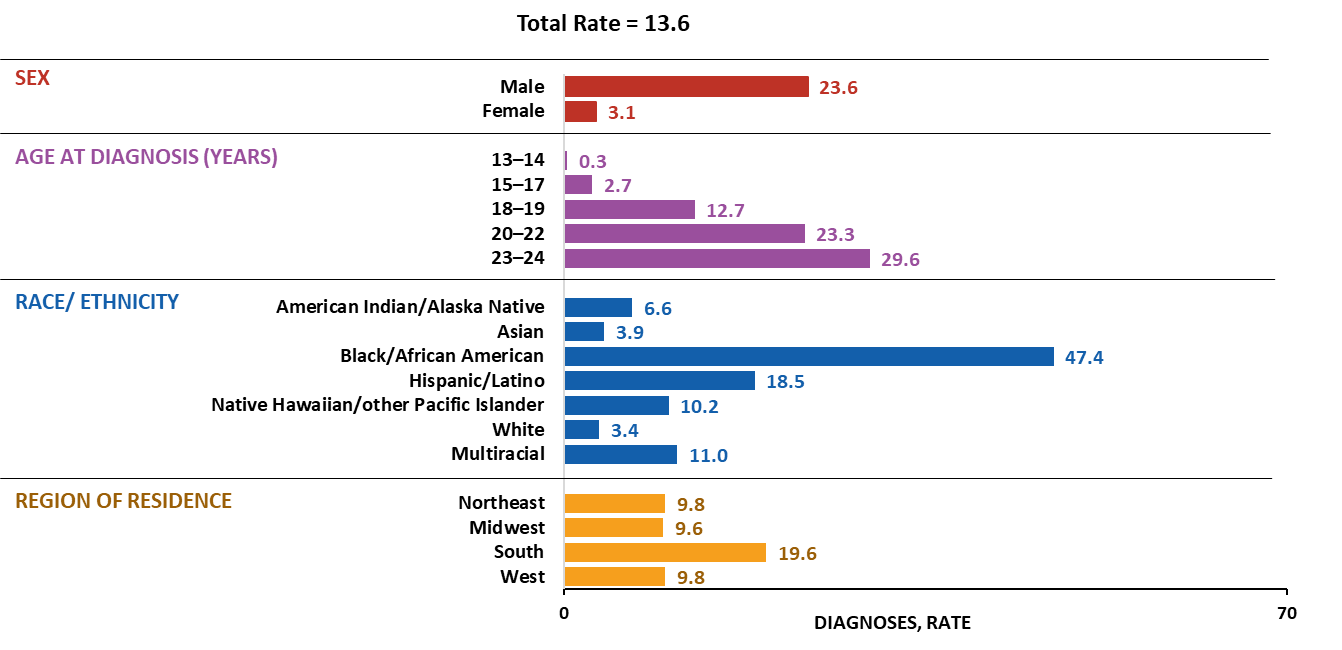 Total Rate = 13.6
SEX
Male 23.6
Female 3.1
AGE AT DIAGNOSIS (YEARS)
13–14 0.3
15–17 2.7
18–19 12.7
20–22 23.3
23–24 29.6
RACE/ ETHNICITY
American Indian/Alaska Native 6.6
Asian 3.9
Black/African American 47.4
Hispanic/Latino 18.5
Native Hawaiian/other Pacific Islander 10.2
White 3.4
Multiracial 11.0
REGION OF RESIDENCE
Northeast 9.8
Midwest 9.6
South 19.6
West 9.8
0 70
DIAGNOSES, RATE